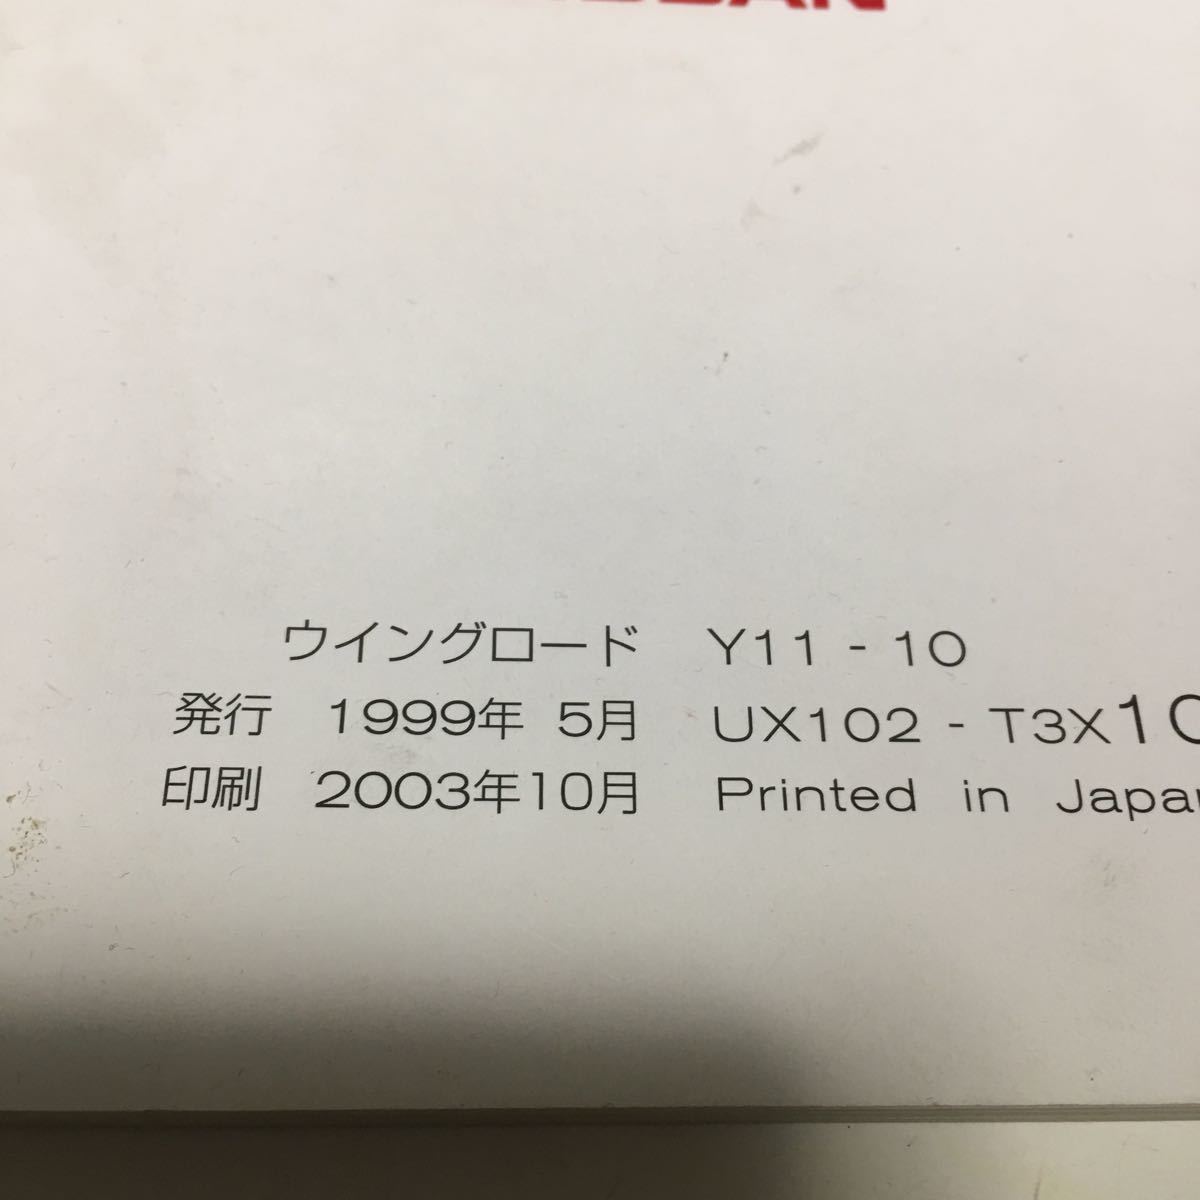 ウイングロード Y11 - 10
発行 1999年 5月 UX102 - T3X10
印刷 2003年10月 Printed in Japan